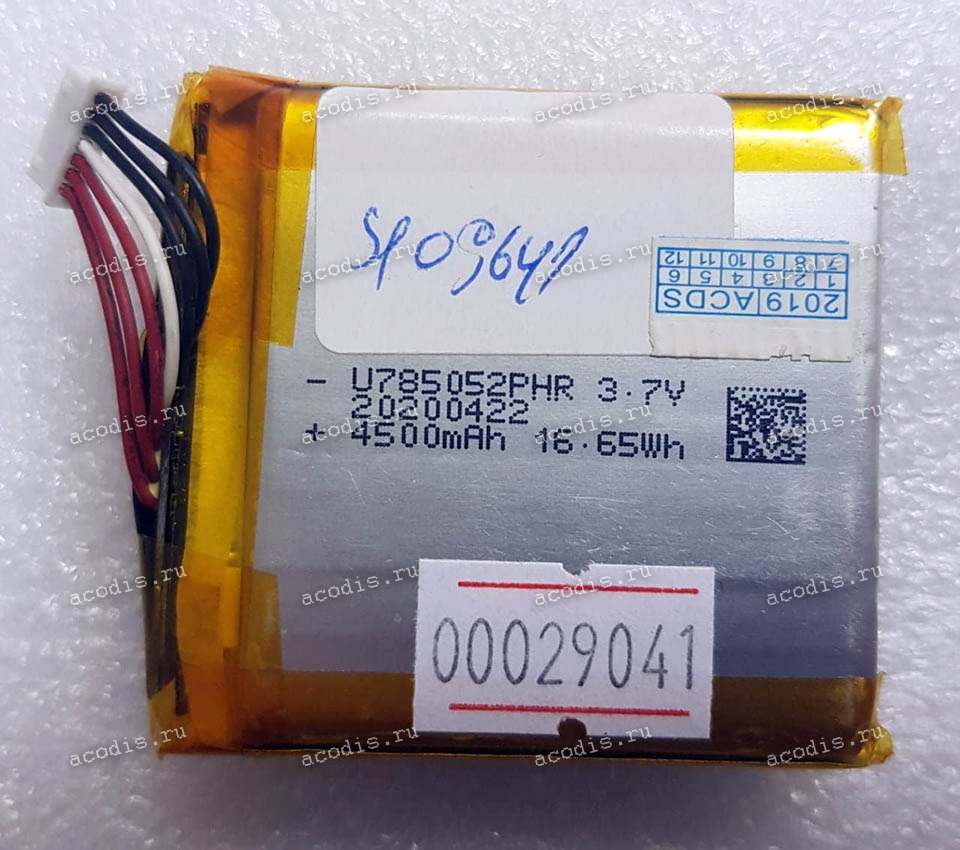 - U785052PHR 3.7V
20200422
+ 4500mAh 16.65Wh
2019 ACDS
1 2 3 4 5 6
7 8 9 10 11 12
00029041
acodis.ru